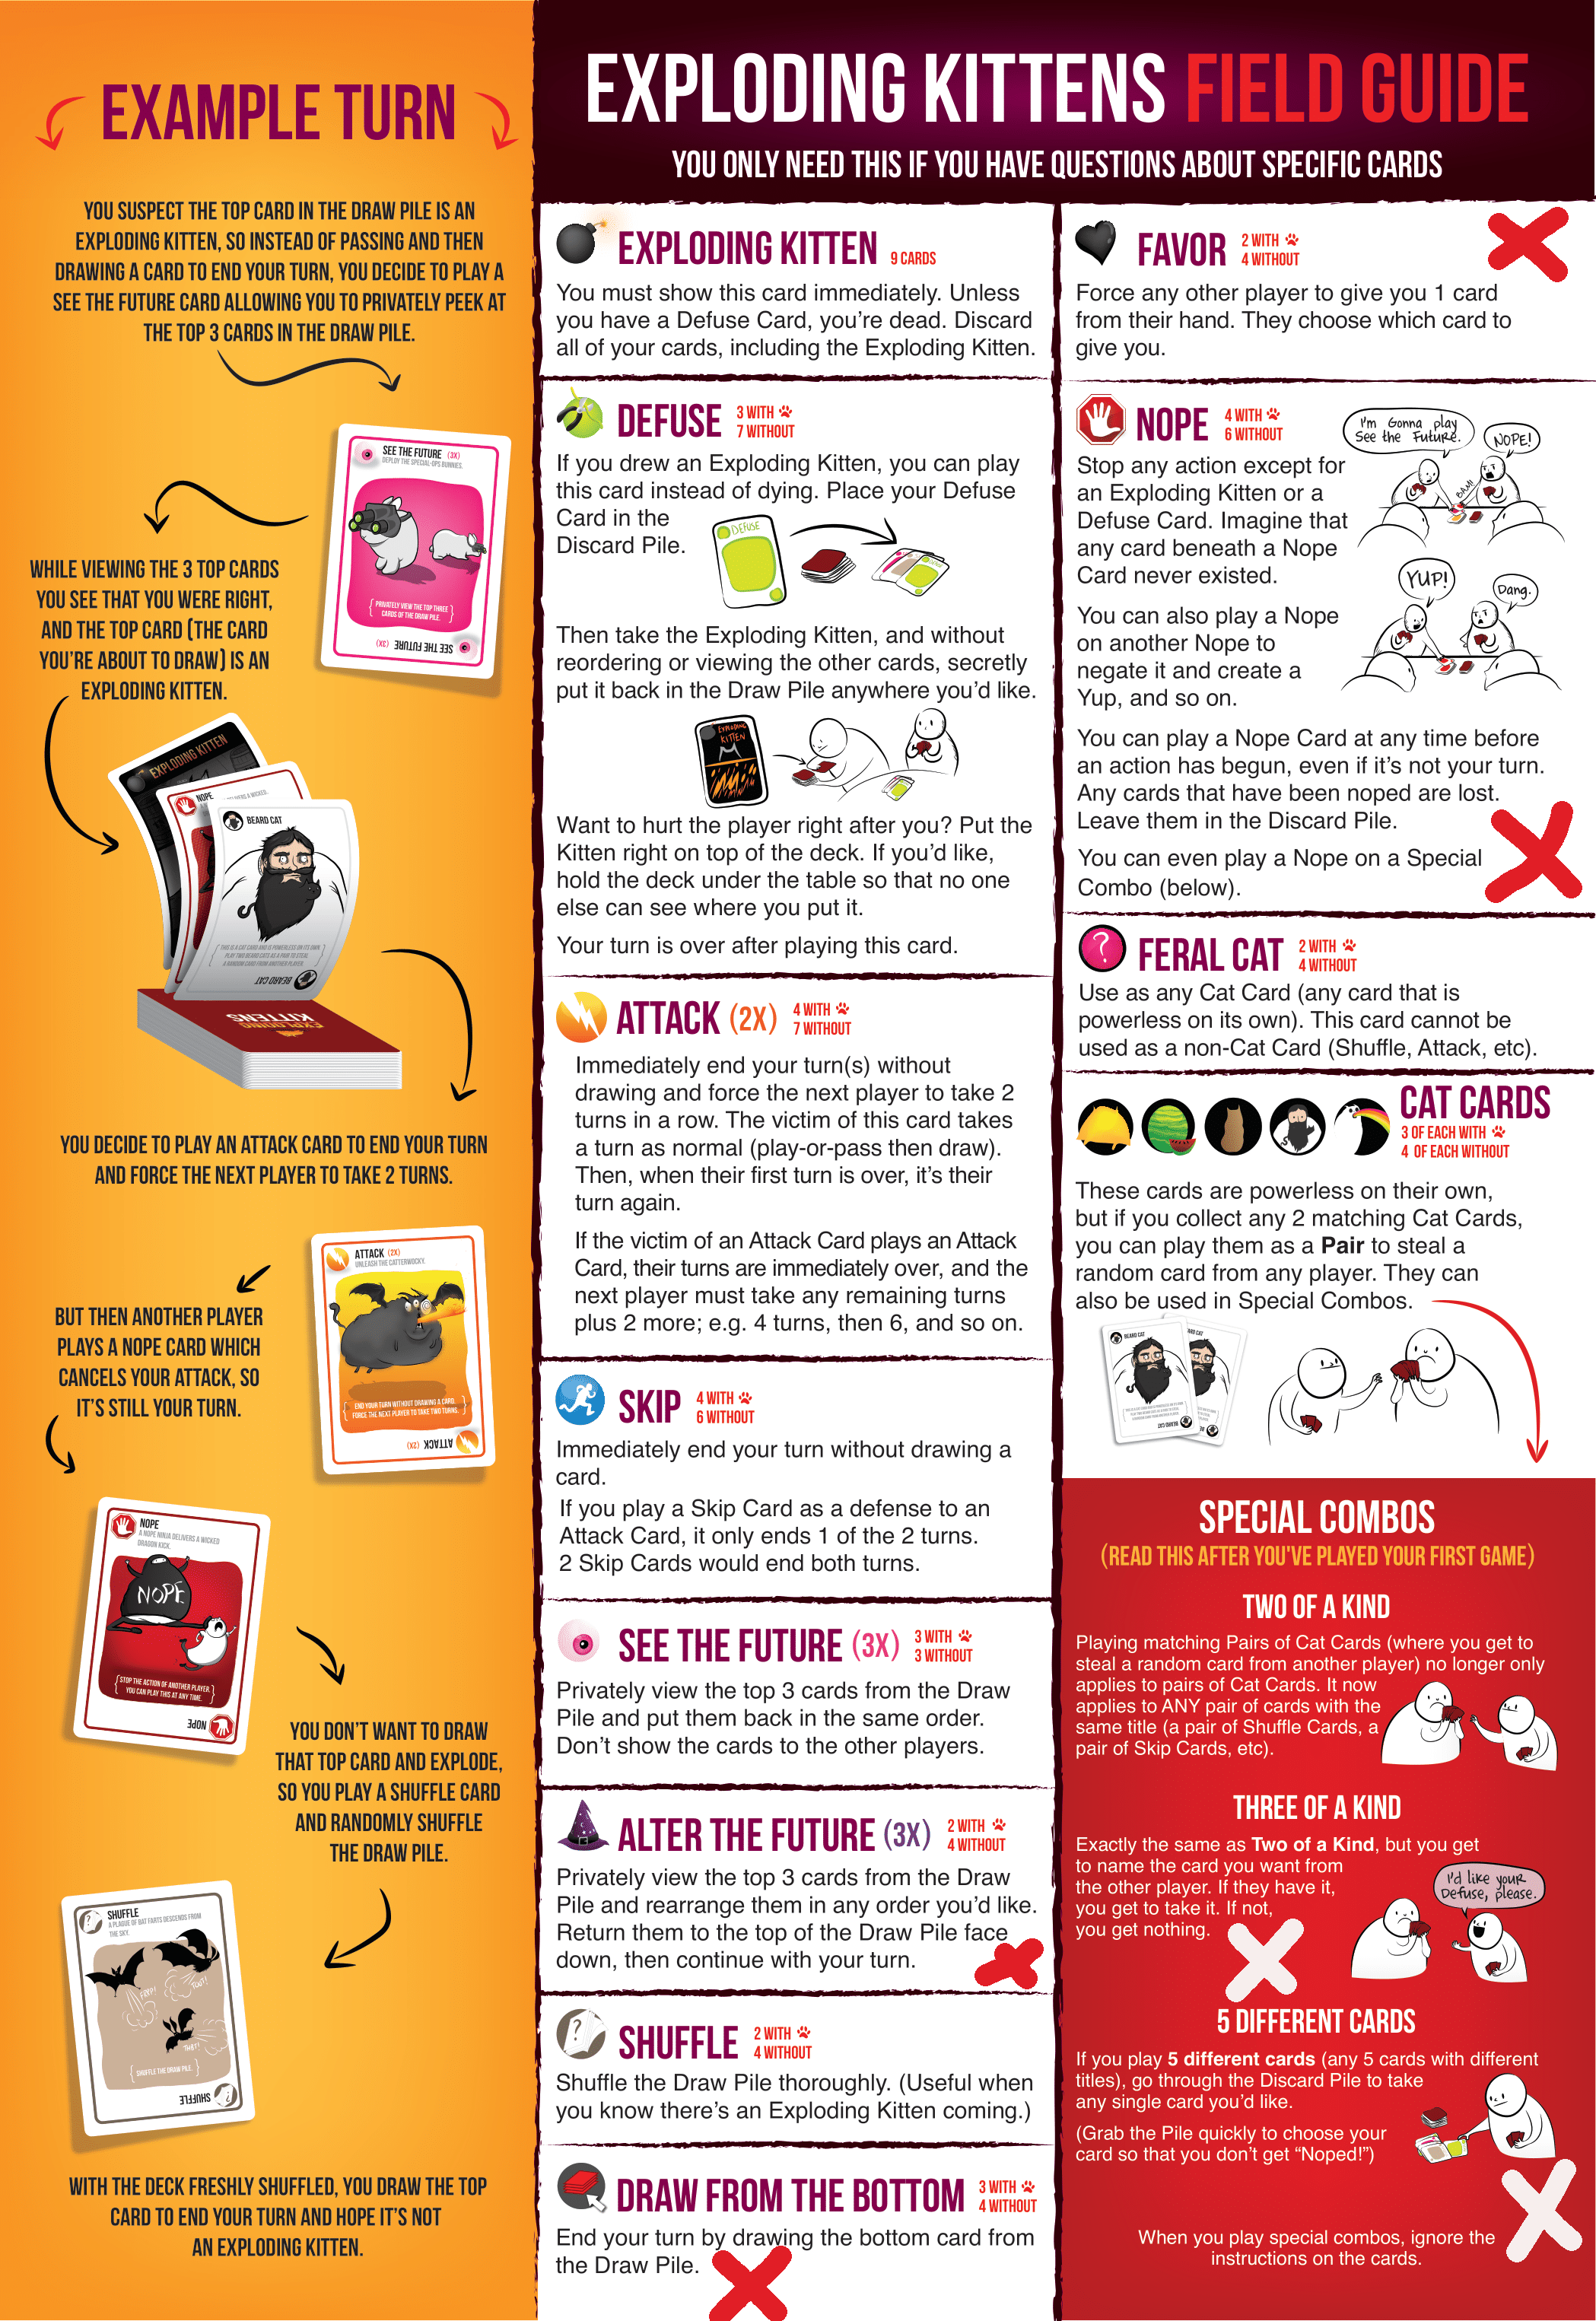 EXAMPLE TURN
YOU SUSPECT THE TOP CARD IN THE DRAW PILE IS AN
EXPLODING KITTEN, SO INSTEAD OF PASSING AND THEN
DRAWING A CARD TO END YOUR TURN, YOU DECIDE TO PLAY A
SEE THE FUTURE CARD ALLOWING YOU TO PRIVATELY PEEK AT
THE TOP 3 CARDS IN THE DRAW PILE.
SEE THE FUTURE (3X)
DEPLOY THE SPECIAL-OPS BUNNIES.
PRIVATELY VIEW THE TOP THREE
CARDS OF THE DRAW PILE.
SEE THE FUTURE (3X)
WHILE VIEWING THE 3 TOP CARDS
YOU SEE THAT YOU WERE RIGHT,
AND THE TOP CARD (THE CARD
YOU'RE ABOUT TO DRAW) IS AN
EXPLODING KITTEN.
EXPLODING KITTEN
NOPE
BEARD CAT
THIS IS A CAT CARD AND IS POWERLESS ON ITS OWN.
PLAY TWO BEARD CATS AS A PAIR TO STEAL
A RANDOM CARD FROM ANOTHER PLAYER.
BEARD CAT
EXPLODING
KITTENS
YOU DECIDE TO PLAY AN ATTACK CARD TO END YOUR TURN
AND FORCE THE NEXT PLAYER TO TAKE 2 TURNS.
ATTACK (2X)
UNLEASH THE CATTERWOCKY.
END YOUR TURN WITHOUT DRAWING A CARD.
FORCE THE NEXT PLAYER TO TAKE TWO TURNS.
ATTACK (2X)
BUT THEN ANOTHER PLAYER
PLAYS A NOPE CARD WHICH
CANCELS YOUR ATTACK, SO
IT'S STILL YOUR TURN.
NOPE
A NOPE NINJA DELIVERS A WICKED
DRAGON KICK.
NOPE
STOP THE ACTION OF ANOTHER PLAYER.
YOU CAN PLAY THIS AT ANY TIME.
NOPE
YOU DON'T WANT TO DRAW
THAT TOP CARD AND EXPLODE,
SO YOU PLAY A SHUFFLE CARD
AND RANDOMLY SHUFFLE
THE DRAW PILE.
SHUFFLE
A PLAGUE OF BAT FARTS DESCENDS FROM
THE SKY.
SHUFFLE THE DRAW PILE.
SHUFFLE
WITH THE DECK FRESHLY SHUFFLED, YOU DRAW THE TOP
CARD TO END YOUR TURN AND HOPE IT'S NOT
AN EXPLODING KITTEN.
EXPLODING KITTENS FIELD GUIDE
YOU ONLY NEED THIS IF YOU HAVE QUESTIONS ABOUT SPECIFIC CARDS
EXPLODING KITTEN 9 CARDS
You must show this card immediately. Unless
you have a Defuse Card, you're dead. Discard
all of your cards, including the Exploding Kitten.
DEFUSE 3 WITH
7 WITHOUT
If you drew an Exploding Kitten, you can play
this card instead of dying. Place your Defuse
Card in the
Discard Pile.
DEFUSE
Then take the Exploding Kitten, and without
reordering or viewing the other cards, secretly
put it back in the Draw Pile anywhere you'd like.
EXPLODING
KITTEN
Want to hurt the player right after you? Put the
Kitten right on top of the deck. If you'd like,
hold the deck under the table so that no one
else can see where you put it.
Your turn is over after playing this card.
ATTACK (2X) 4 WITH
7 WITHOUT
Immediately end your turn(s) without
drawing and force the next player to take 2
turns in a row. The victim of this card takes
a turn as normal (play-or-pass then draw).
Then, when their first turn is over, it's their
turn again.
If the victim of an Attack Card plays an Attack
Card, their turns are immediately over, and the
next player must take any remaining turns
plus 2 more; e.g. 4 turns, then 6, and so on.
SKIP 4 WITH
6 WITHOUT
Immediately end your turn without drawing a
card.
If you play a Skip Card as a defense to an
Attack Card, it only ends 1 of the 2 turns.
2 Skip Cards would end both turns.
SEE THE FUTURE (3X) 3 WITH
3 WITHOUT
Privately view the top 3 cards from the Draw
Pile and put them back in the same order.
Don't show the cards to the other players.
ALTER THE FUTURE (3X) 2 WITH
4 WITHOUT
Privately view the top 3 cards from the Draw
Pile and rearrange them in any order you'd like.
Return them to the top of the Draw Pile face
down, then continue with your turn.
SHUFFLE 2 WITH
4 WITHOUT
Shuffle the Draw Pile thoroughly. (Useful when
you know there's an Exploding Kitten coming.)
DRAW FROM THE BOTTOM 3 WITH
4 WITHOUT
End your turn by drawing the bottom card from
the Draw Pile.
FAVOR 2 WITH
4 WITHOUT
Force any other player to give you 1 card
from their hand. They choose which card to
give you.
NOPE 4 WITH
6 WITHOUT
I'm Gonna play
See the Future.
NOPE!
BAM!
Stop any action except for
an Exploding Kitten or a
Defuse Card. Imagine that
any card beneath a Nope
Card never existed.
YUP!
Dang.
You can also play a Nope
on another Nope to
negate it and create a
Yup, and so on.
You can play a Nope Card at any time before
an action has begun, even if it's not your turn.
Any cards that have been noped are lost.
Leave them in the Discard Pile.
You can even play a Nope on a Special
Combo (below).
FERAL CAT 2 WITH
4 WITHOUT
Use as any Cat Card (any card that is
powerless on its own). This card cannot be
used as a non-Cat Card (Shuffle, Attack, etc).
CAT CARDS
3 OF EACH WITH
4 OF EACH WITHOUT
These cards are powerless on their own,
but if you collect any 2 matching Cat Cards,
you can play them as a Pair to steal a
random card from any player. They can
also be used in Special Combos.
BEARD CAT
BEARD CAT
SPECIAL COMBOS
(READ THIS AFTER YOU'VE PLAYED YOUR FIRST GAME)
TWO OF A KIND
Playing matching Pairs of Cat Cards (where you get to
steal a random card from another player) no longer only
applies to pairs of Cat Cards. It now
applies to ANY pair of cards with the
same title (a pair of Shuffle Cards, a
pair of Skip Cards, etc).
THREE OF A KIND
Exactly the same as Two of a Kind, but you get
to name the card you want from
the other player. If they have it,
you get to take it. If not,
you get nothing.
I'd like your
Defuse, please.
5 DIFFERENT CARDS
If you play 5 different cards (any 5 cards with different
titles), go through the Discard Pile to take
any single card you'd like.
(Grab the Pile quickly to choose your
card so that you don't get “Noped!”)
When you play special combos, ignore the
instructions on the cards.